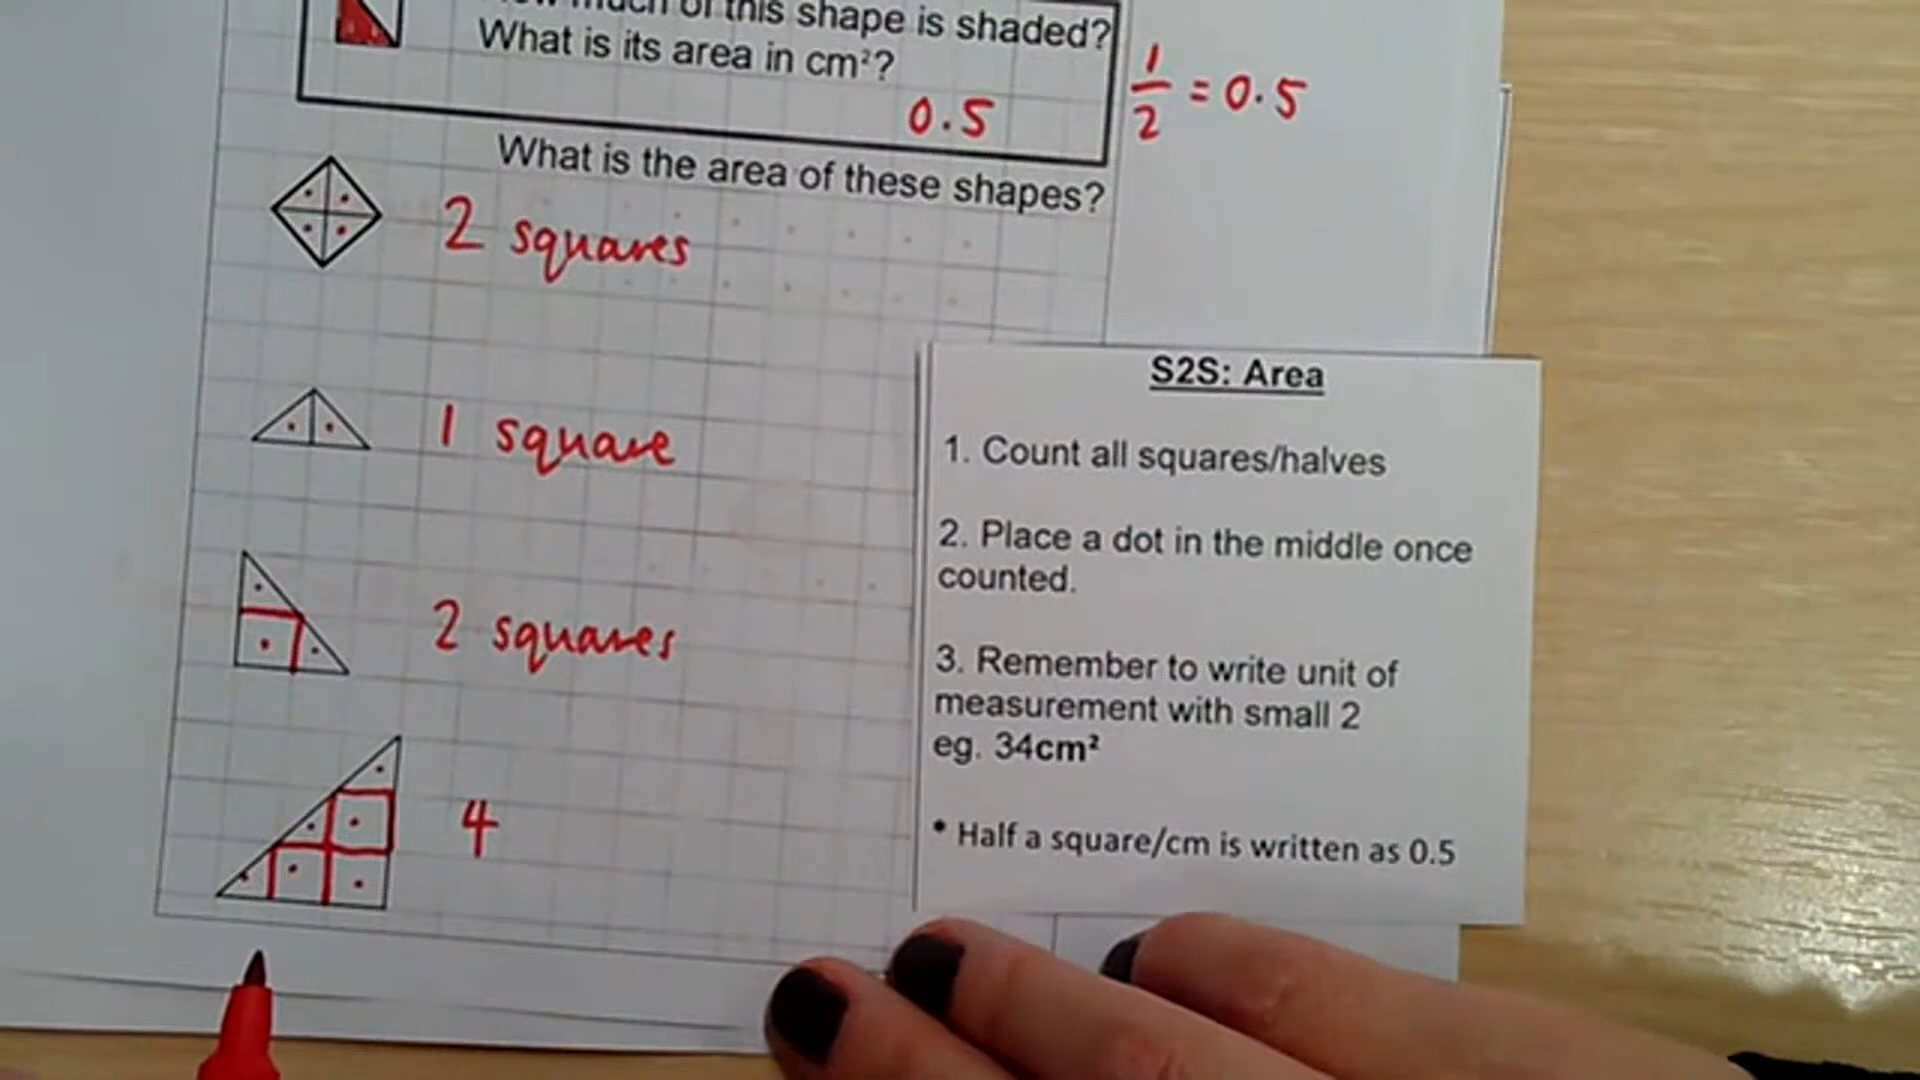 much of this shape is shaded?
What is its area in cm²?
0.5
1/2 = 0.5
What is the area of these shapes?
2 squares
1 square
2 squares
4
S2S: Area
1. Count all squares/halves
2. Place a dot in the middle once
counted.
3. Remember to write unit of
measurement with small 2
eg. 34cm²
• Half a square/cm is written as 0.5